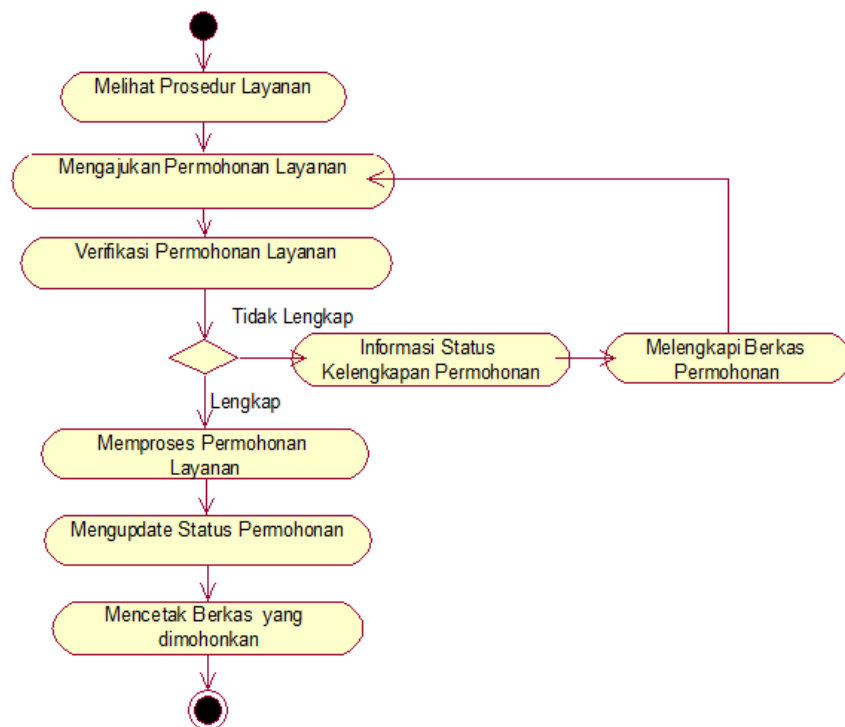 Melihat Prosedur Layanan
Mengajukan Permohonan Layanan
Verifikasi Permohonan Layanan
Tidak Lengkap
Informasi Status
Kelengkapan Permohonan
Melengkapi Berkas
Permohonan
Lengkap
Memproses Permohonan
Layanan
Mengupdate Status Permohonan
Mencetak Berkas yang
dimohonkan